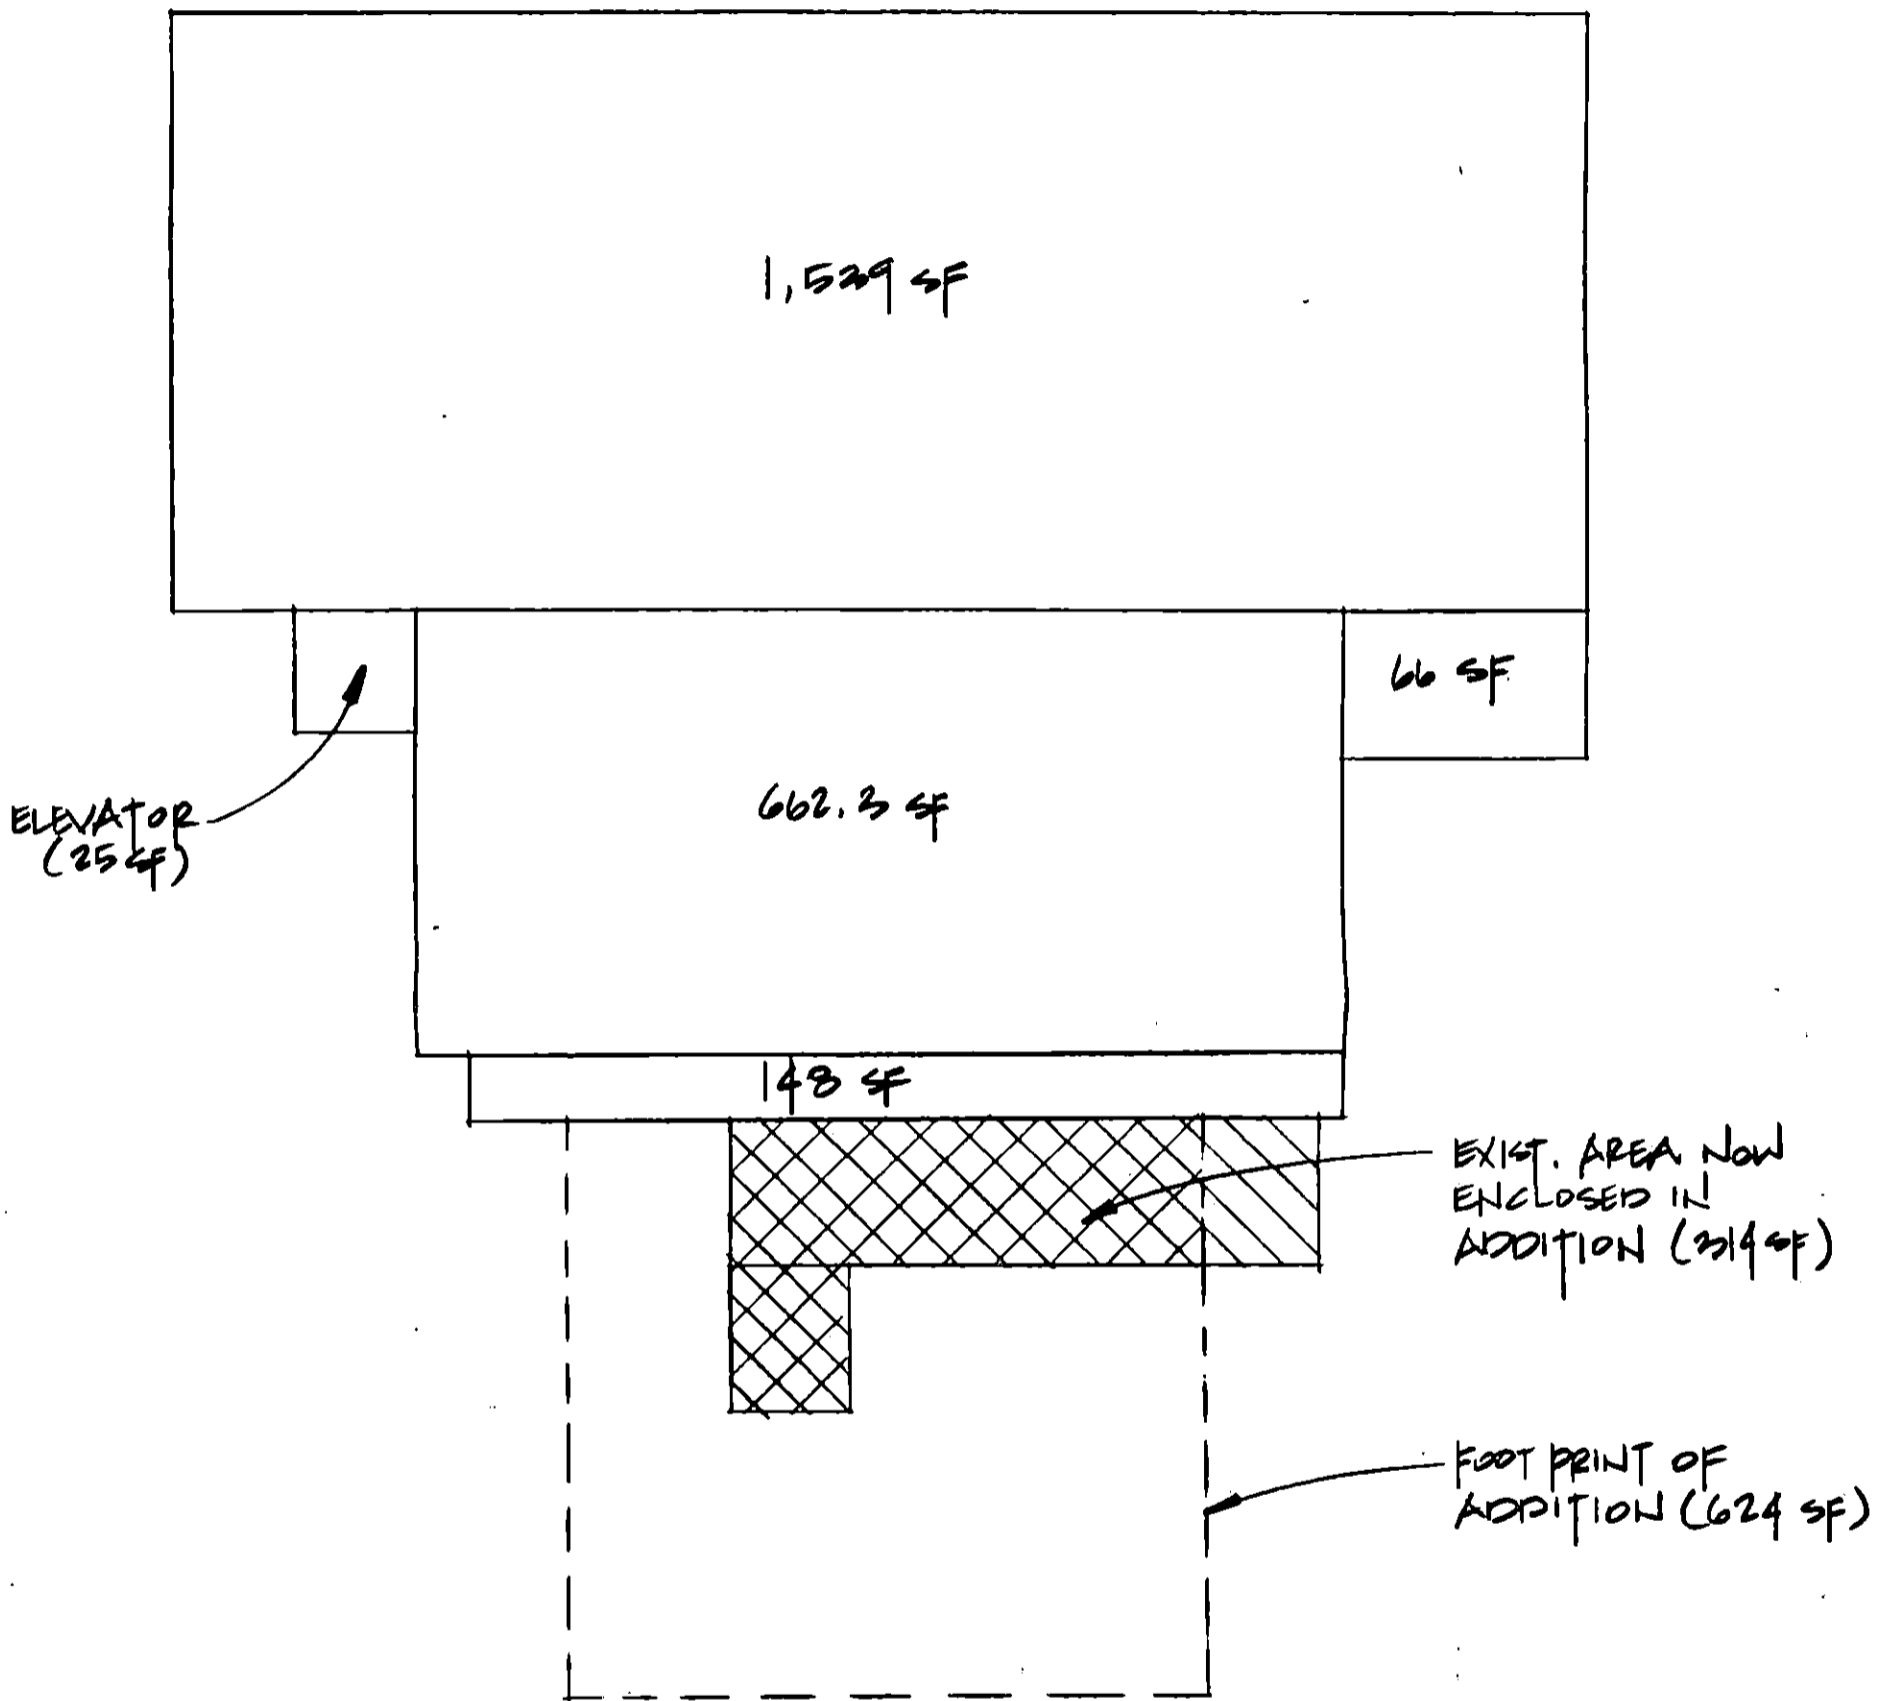 1,539 SF
66 SF
662.3 SF
ELEVATOR
(25 SF)
148 SF
EXIST. AREA NOW
ENCLOSED IN
ADDITION (314 SF)
FOOT PRINT OF
ADDITION (624 SF)